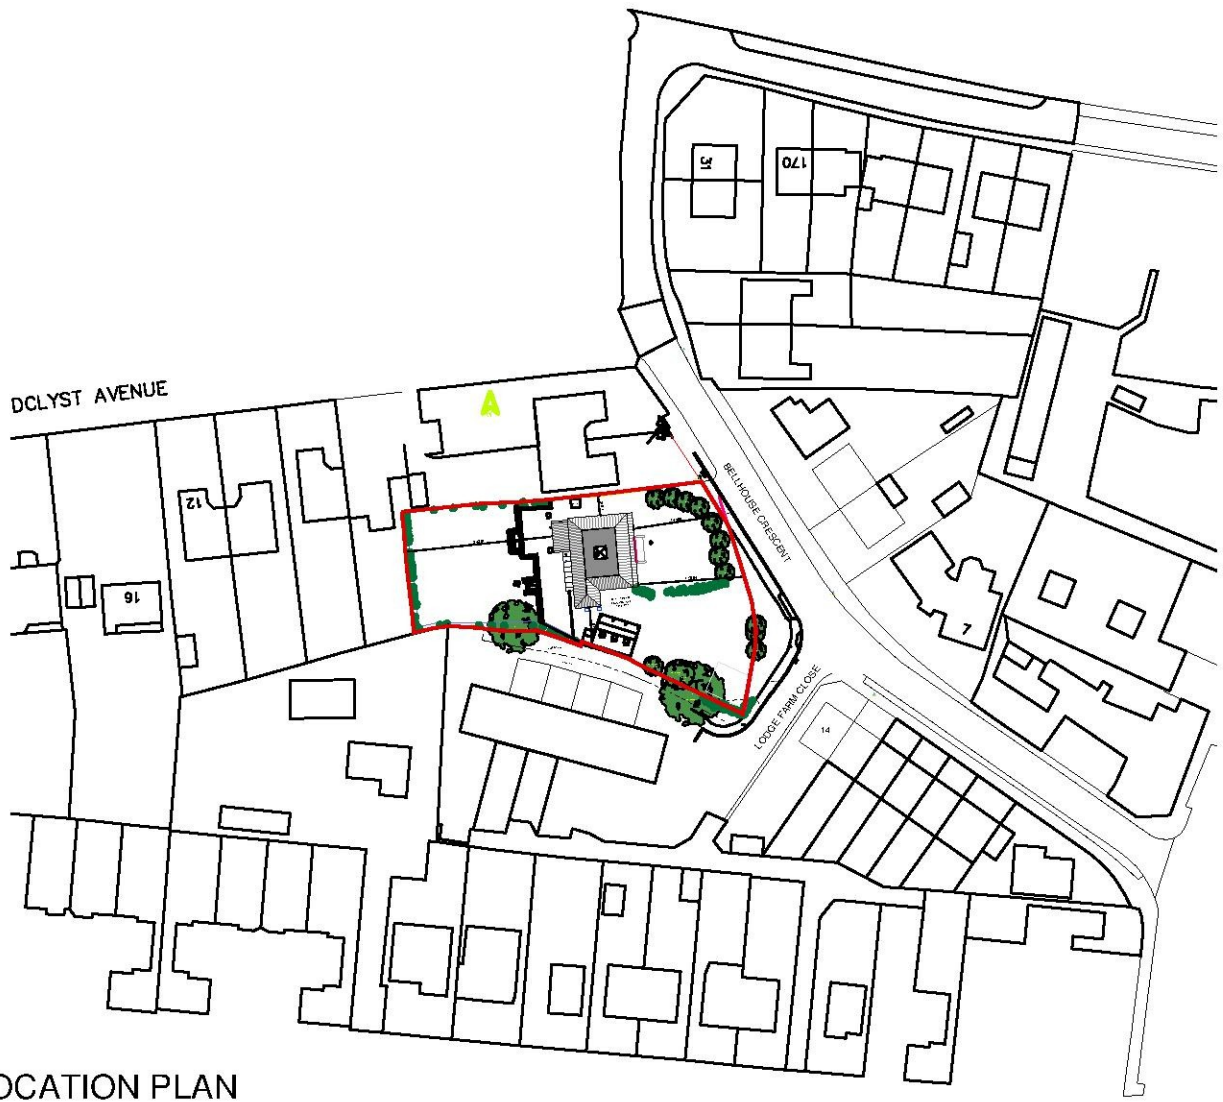 31
170
DCLYST AVENUE
A
12
BELLHOUSE CRESCENT
16
7
LODGE FARM CLOSE
14
OCATION PLAN